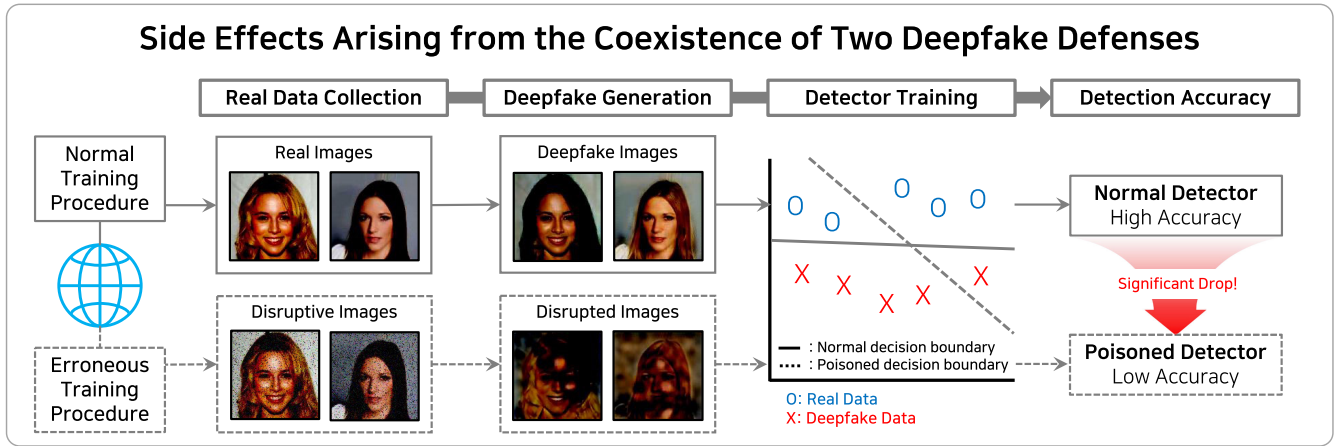 Side Effects Arising from the Coexistence of Two Deepfake Defenses
Real Data Collection
Deepfake Generation
Detector Training
Detection Accuracy
Normal
Training
Procedure
Real Images
Deepfake Images
O
O
O
O
O
Normal Detector
High Accuracy
X
X
X
X
X
Significant Drop!
Erroneous
Training
Procedure
Disruptive Images
Disrupted Images
: Normal decision boundary
: Poisoned decision boundary
Poisoned Detector
Low Accuracy
O: Real Data
X: Deepfake Data